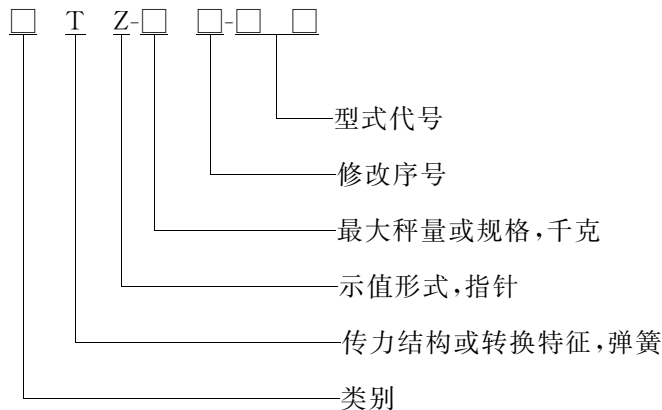 □ T Z-□ □-□ □
型式代号
修改序号
最大秤量或规格,千克
示值形式,指针
传力结构或转换特征,弹簧
类别